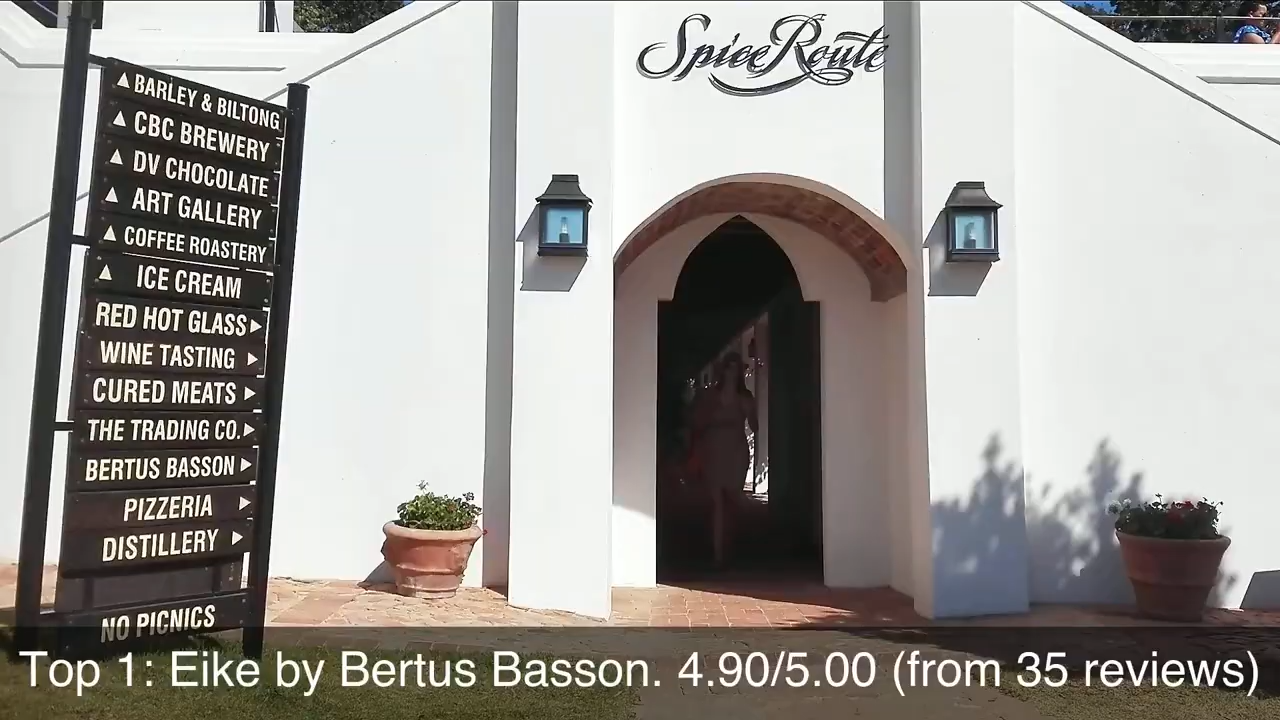 Spice Route
▲ BARLEY & BILTONG
▲ CBC BREWERY
▲ DV CHOCOLATE
▲ ART GALLERY
▲ COFFEE ROASTERY
▲ ICE CREAM
RED HOT GLASS ▶
WINE TASTING ▶
CURED MEATS ▶
THE TRADING CO. ▶
BERTUS BASSON ▶
PIZZERIA ▶
DISTILLERY ▶
NO PICNICS
Top 1: Eike by Bertus Basson. 4.90/5.00 (from 35 reviews)